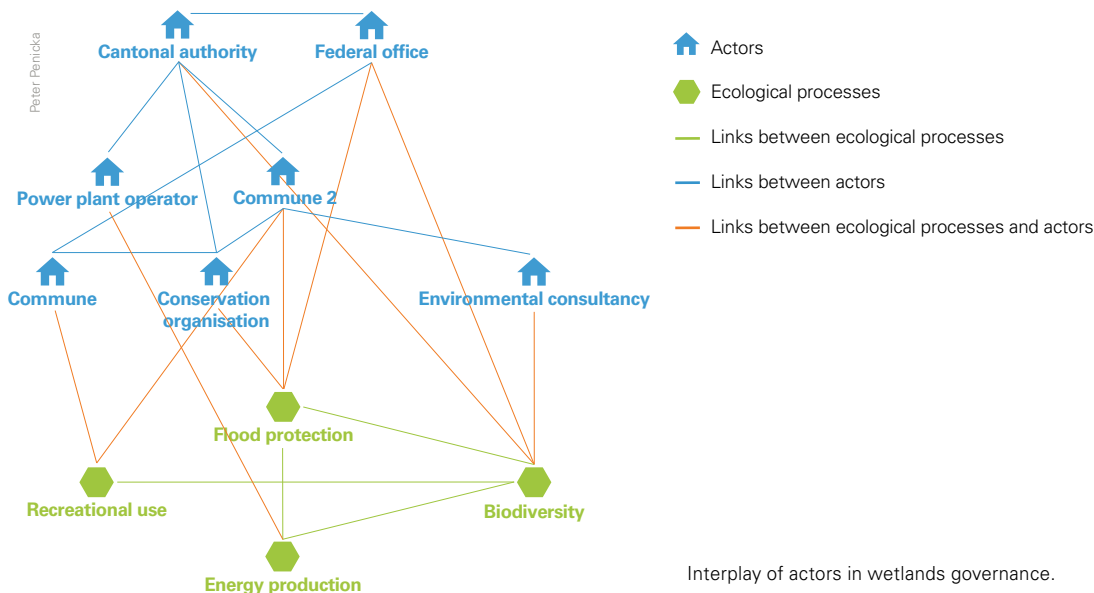 Peter Penicka
Cantonal authority
Federal office
Power plant operator
Commune 2
Commune
Conservation
organisation
Environmental consultancy
Flood protection
Recreational use
Biodiversity
Energy production
Actors
Ecological processes
Links between ecological processes
Links between actors
Links between ecological processes and actors
Interplay of actors in wetlands governance.